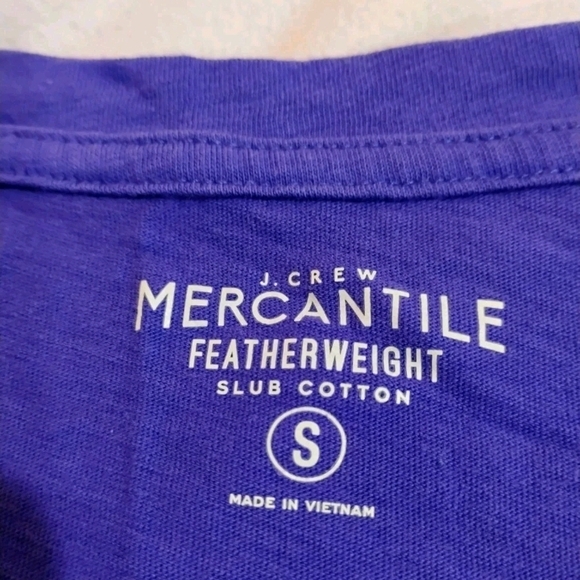 J.CREW
MERCANTILE
FEATHERWEIGHT
SLUB COTTON
S
MADE IN VIETNAM